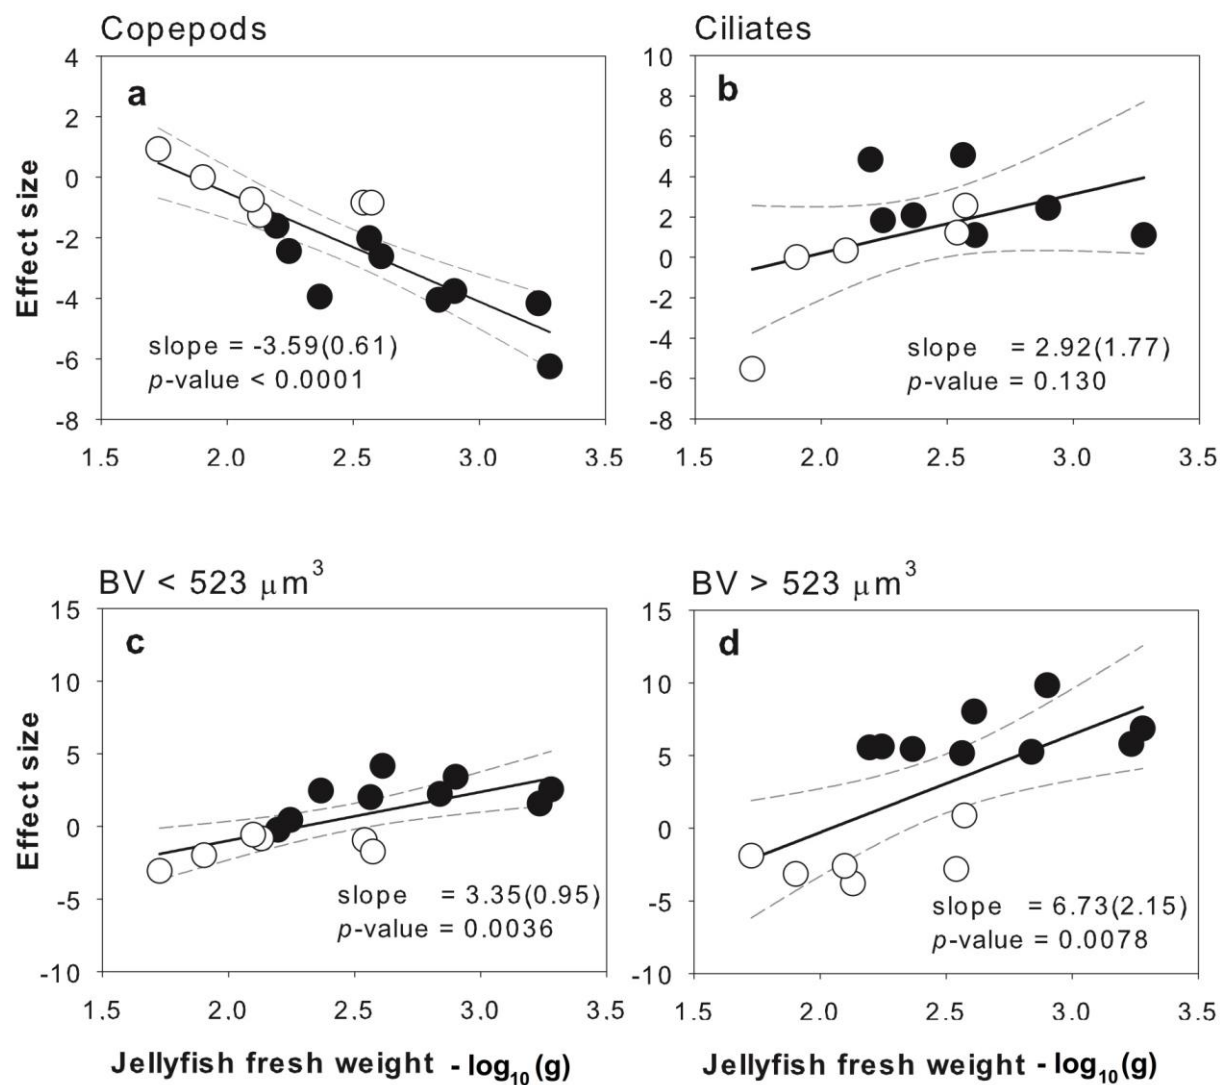 Copepods
4
2
0
-2
-4
-6
-8
Effect size
a
slope = -3.59(0.61)
p-value < 0.0001
1.5 2.0 2.5 3.0 3.5
Ciliates
10
8
6
4
2
0
-2
-4
-6
-8
b
slope = 2.92(1.77)
p-value = 0.130
1.5 2.0 2.5 3.0 3.5
BV < 523 μm³
15
10
5
0
-5
-10
Effect size
c
slope = 3.35(0.95)
p-value = 0.0036
1.5 2.0 2.5 3.0 3.5
Jellyfish fresh weight - log₁₀(g)
BV > 523 μm³
15
10
5
0
-5
-10
d
slope = 6.73(2.15)
p-value = 0.0078
1.5 2.0 2.5 3.0 3.5
Jellyfish fresh weight - log₁₀(g)